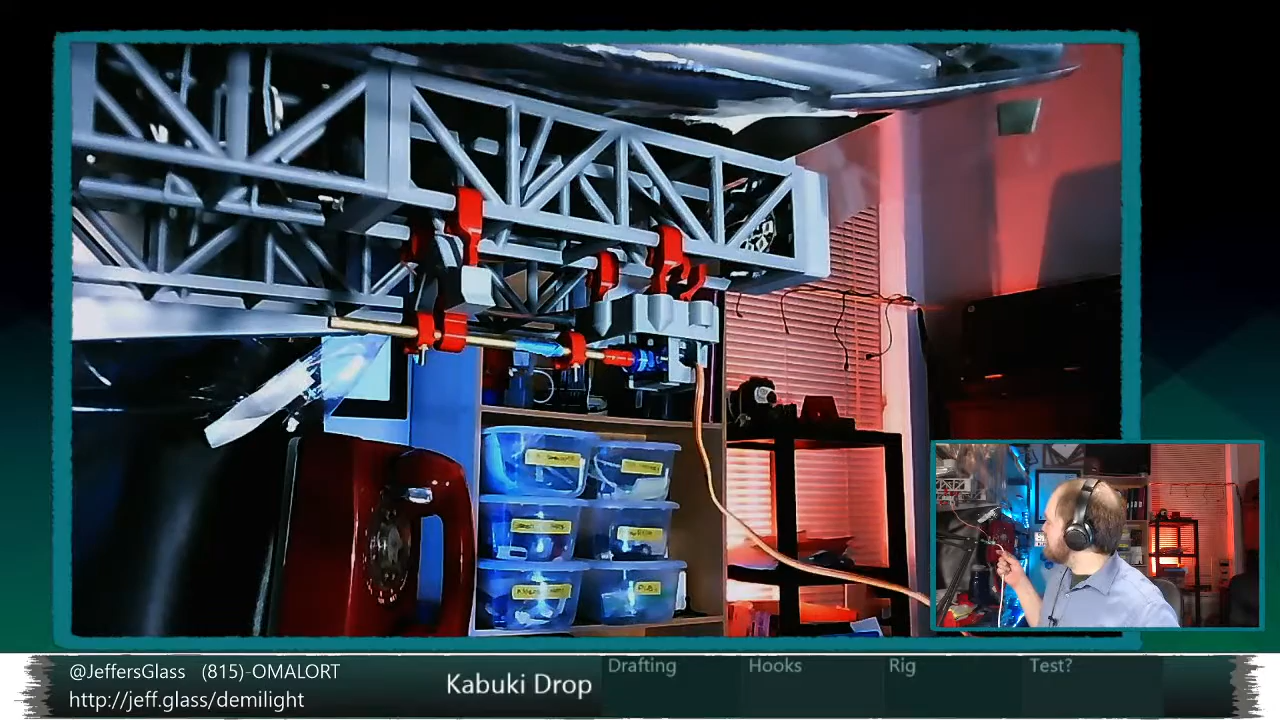 @JeffersGlass (815)-OMALORT
http://jeff.glass/demilight
Kabuki Drop
Drafting
Hooks
Rig
Test?